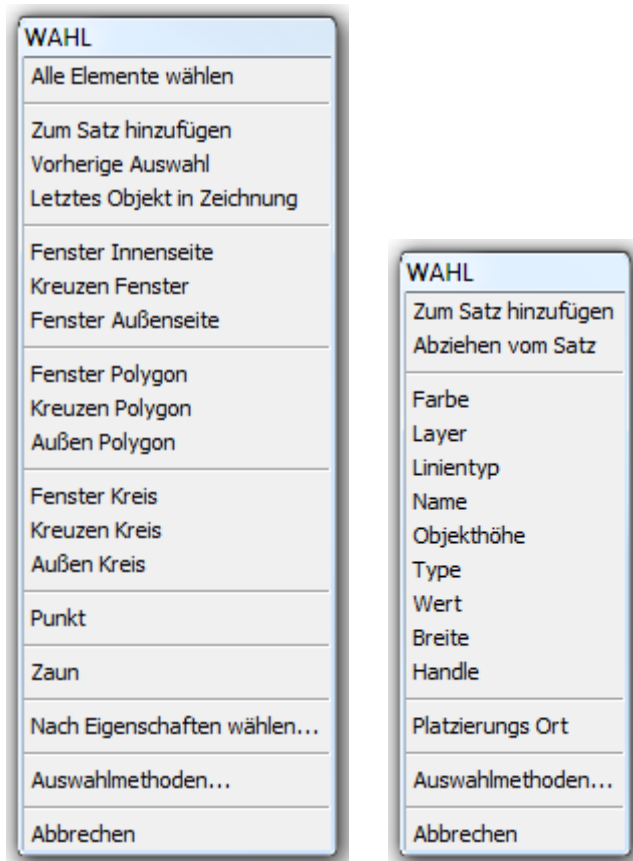 WAHL
Alle Elemente wählen
Zum Satz hinzufügen
Vorherige Auswahl
Letztes Objekt in Zeichnung
Fenster Innenseite
Kreuzen Fenster
Fenster Außenseite
Fenster Polygon
Kreuzen Polygon
Außen Polygon
Fenster Kreis
Kreuzen Kreis
Außen Kreis
Punkt
Zaun
Nach Eigenschaften wählen...
Auswahlmethoden...
Abbrechen
WAHL
Zum Satz hinzufügen
Abziehen vom Satz
Farbe
Layer
Linientyp
Name
Objekthöhe
Type
Wert
Breite
Handle
Platzierungs Ort
Auswahlmethoden...
Abbrechen